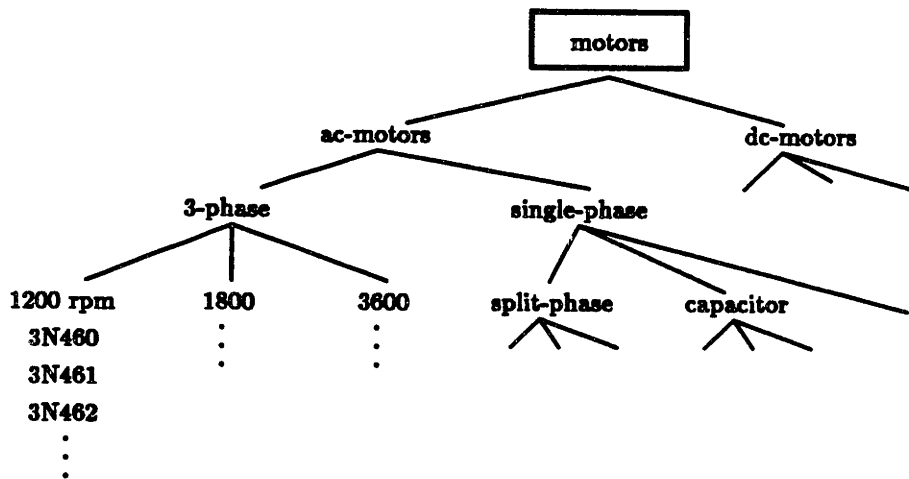 motors
ac-motors dc-motors
3-phase single-phase
1200 rpm 1800 3600 split-phase capacitor
3N460
3N461
3N462